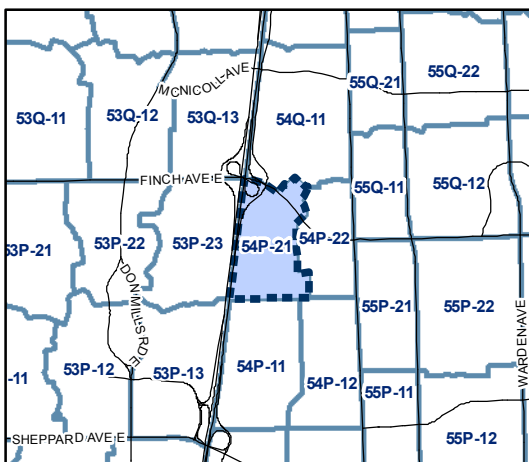 MCNICOLL AVE
55Q-21
55Q-22
53Q-11
53Q-12
53Q-13
54Q-11
FINCH AVE E
55Q-11
55Q-12
53P-21
53P-22
53P-23
54P-21
54P-22
DON MILLS RD E
55P-21
55P-22
WARDEN AVE
-11
53P-12
53P-13
54P-11
54P-12
55P-11
SHEPPARD AVE E
55P-12